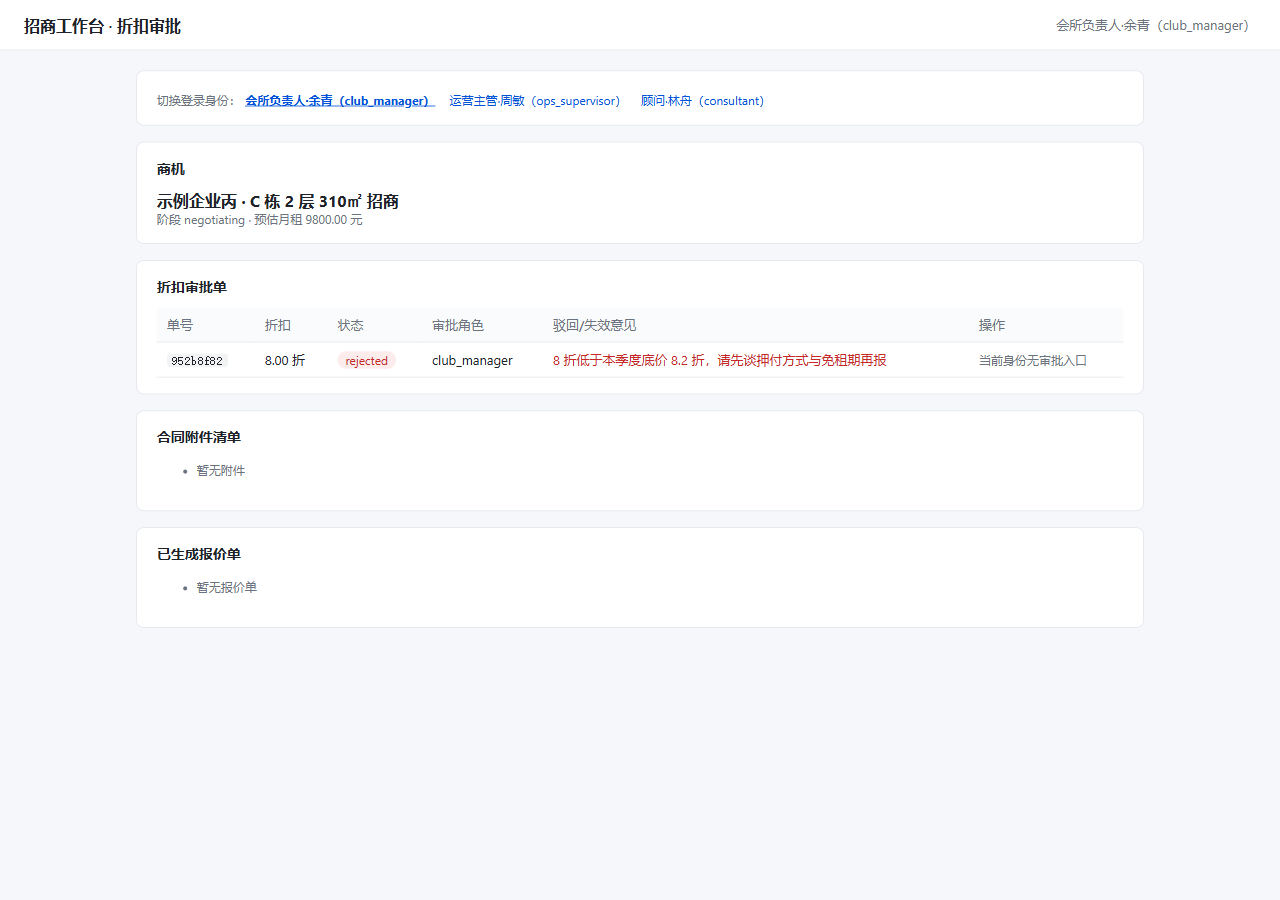 招商工作台 · 折扣审批
会所负责人·余青（club_manager）
切换登录身份： 会所负责人·余青（club_manager） 运营主管·周敏（ops_supervisor） 顾问·林舟（consultant）
商机
示例企业丙 · C 栋 2 层 310㎡ 招商
阶段 negotiating · 预估月租 9800.00 元
折扣审批单
单号 折扣 状态 审批角色 驳回/失效意见 操作
952b8f82 8.00 折 rejected club_manager 8 折低于本季度底价 8.2 折，请先谈押付方式与免租期再报 当前身份无审批入口
合同附件清单
• 暂无附件
已生成报价单
• 暂无报价单